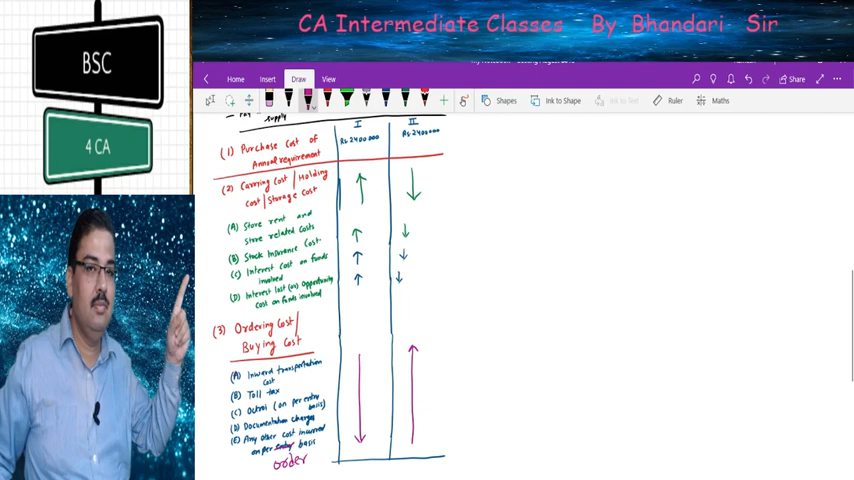 CA Intermediate Classes By Bhandari Sir
BSC
4 CA
Home Insert Draw View
Share
Shapes Ink to Shape Ink to Text Ruler Maths
supply
I II
Rs.2400000 Rs.2400000
(1) Purchase Cost of
Annual requirement
(2) Carrying Cost / Holding
Cost / Storage Cost
(A) Store rent and
store related costs
(B) Stock Insurance Cost
(C) Interest Cost on funds
involved
(D) Interest lost (or) opportunity
cost on funds involved
(3) Ordering Cost/
Buying Cost
(A) Inward transportation
cost
(B) Toll tax
(C) Octroi (on per entry
basis)
(D) Documentation charges
(E) Any other cost incurred
on per entry basis
order